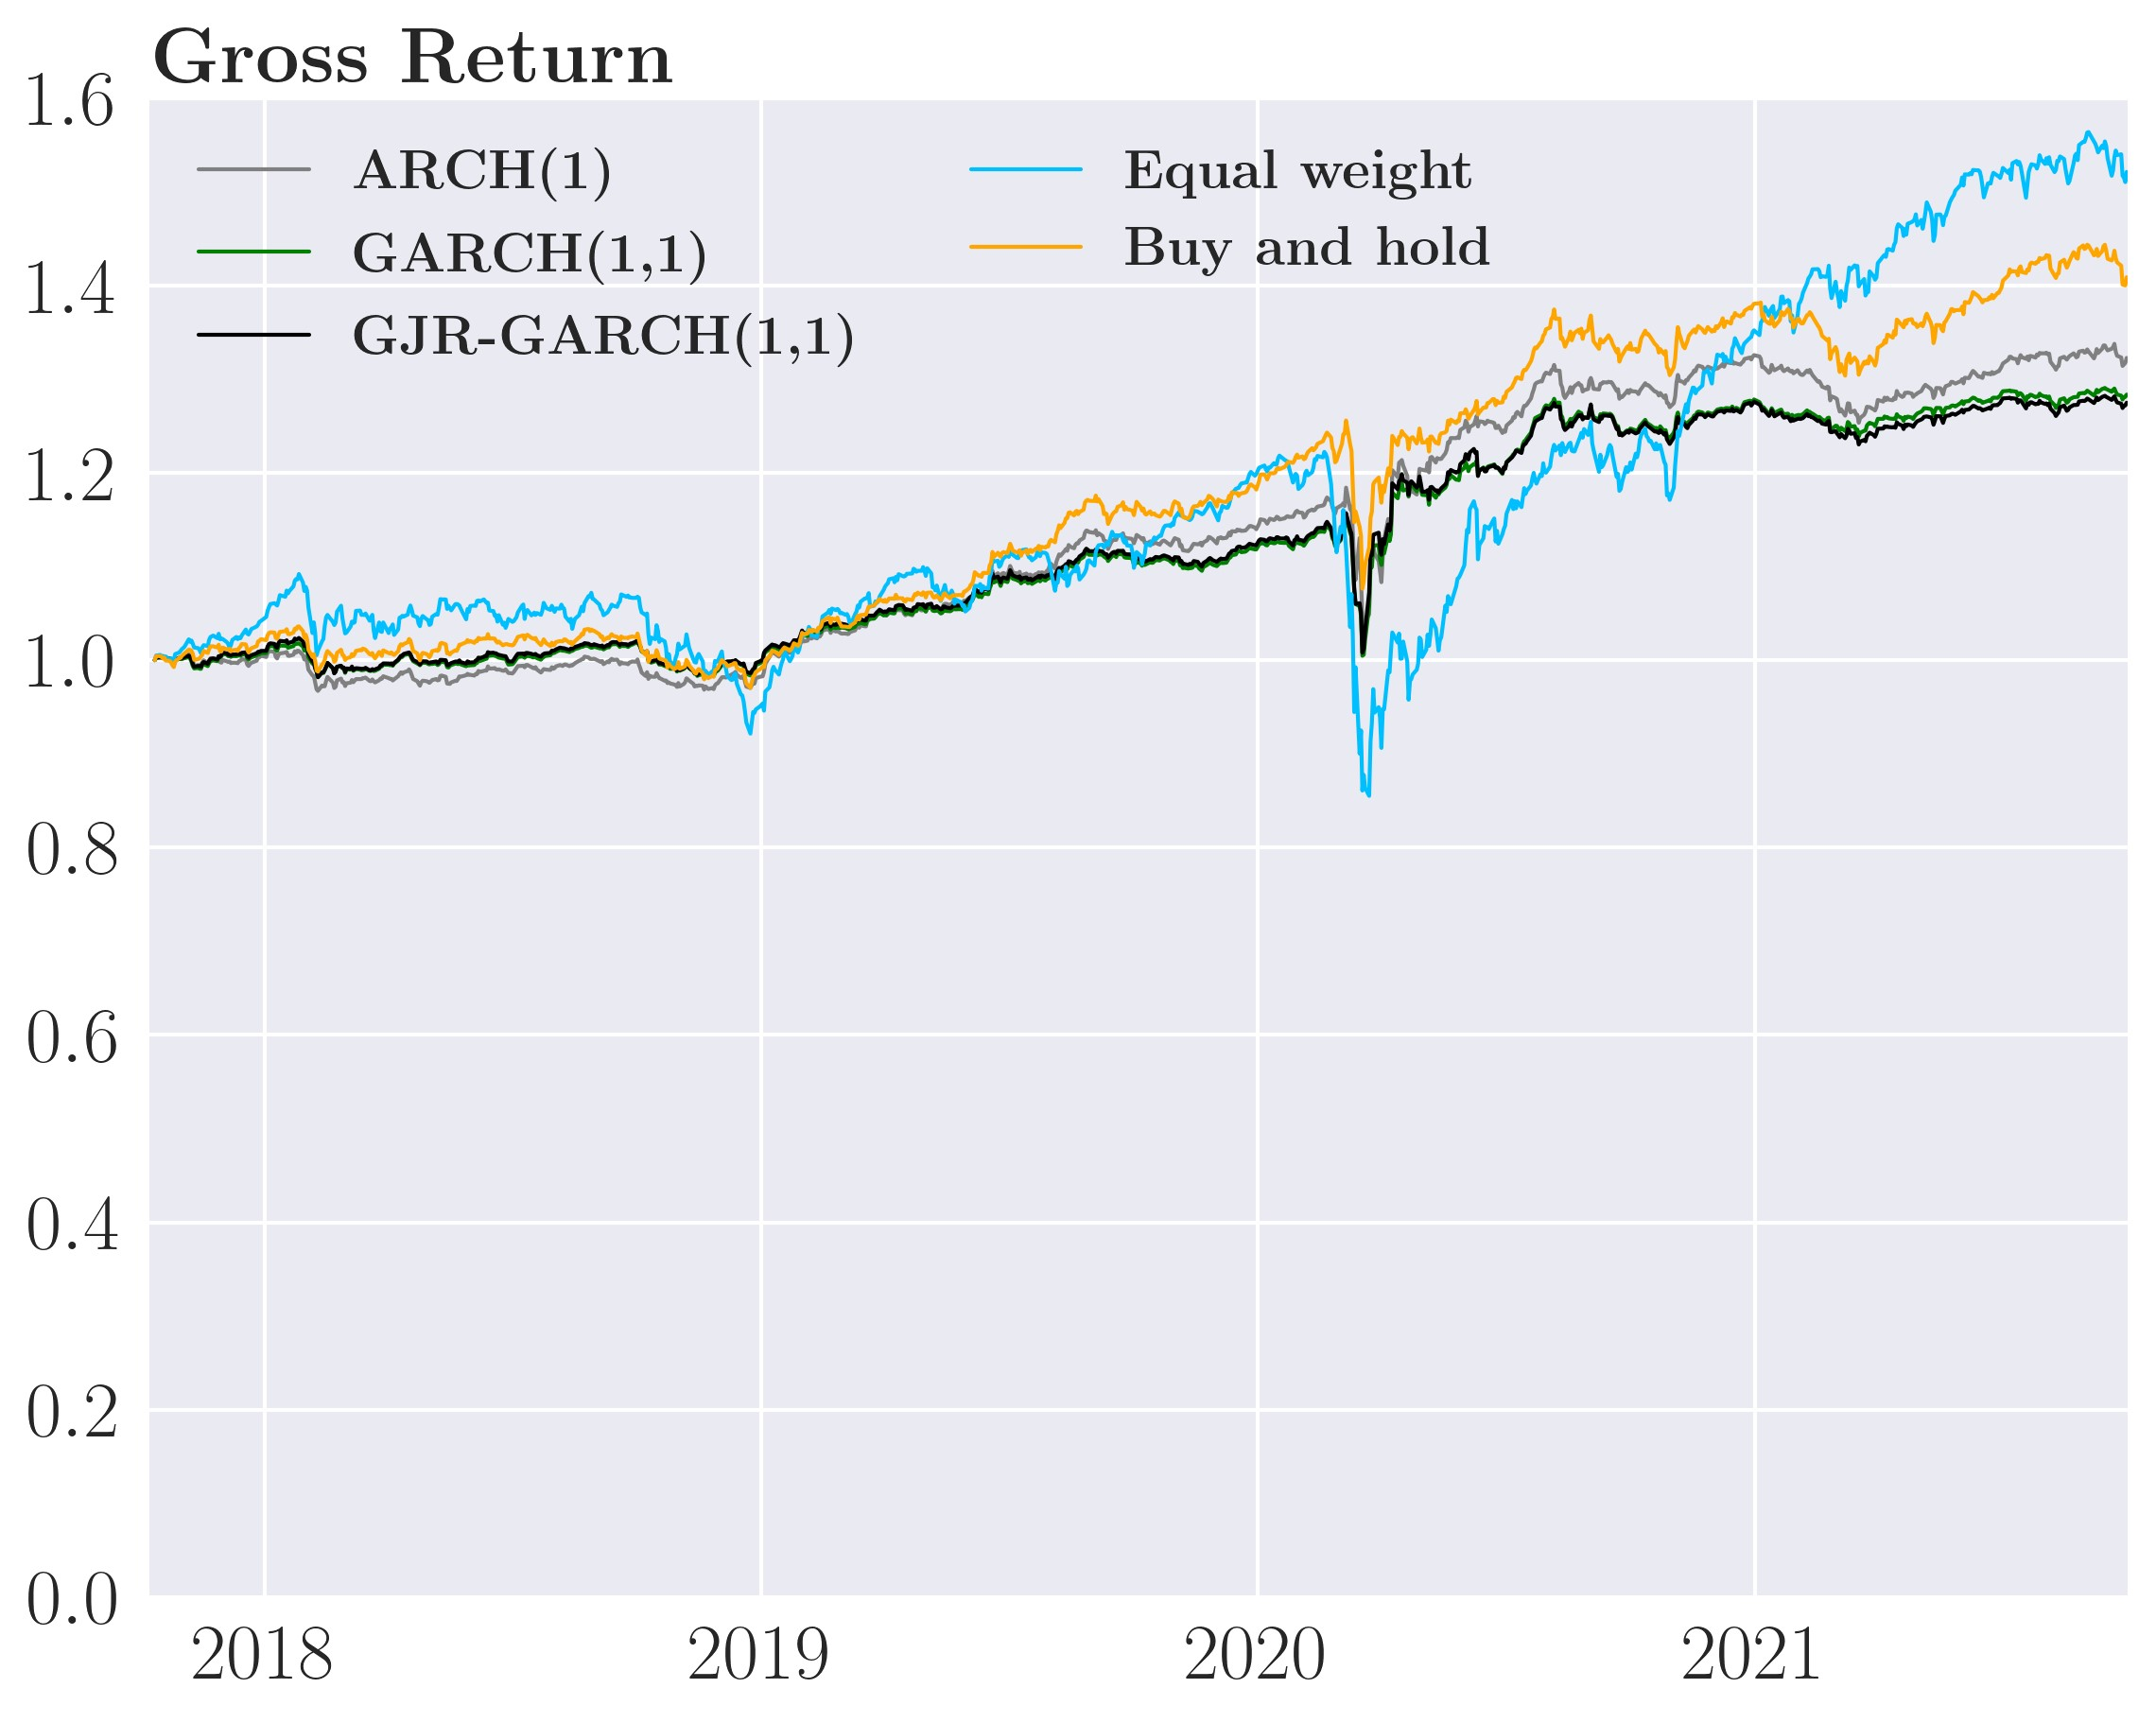 Gross Return
1.6
1.4
1.2
1.0
0.8
0.6
0.4
0.2
0.0
ARCH(1)
GARCH(1,1)
GJR-GARCH(1,1)
Equal weight
Buy and hold
2018 2019 2020 2021